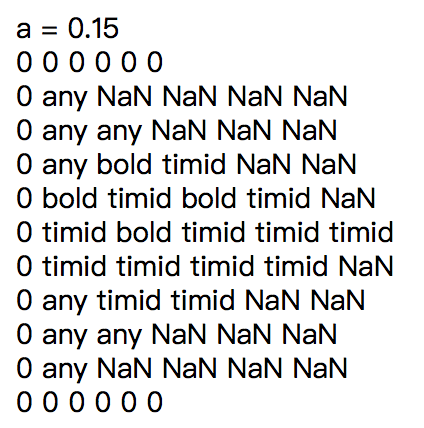 a = 0.15
0 0 0 0 0 0
0 any NaN NaN NaN NaN
0 any any NaN NaN NaN
0 any bold timid NaN NaN
0 bold timid bold timid NaN
0 timid bold timid timid timid
0 timid timid timid timid NaN
0 any timid timid NaN NaN
0 any any NaN NaN NaN
0 any NaN NaN NaN NaN
0 0 0 0 0 0